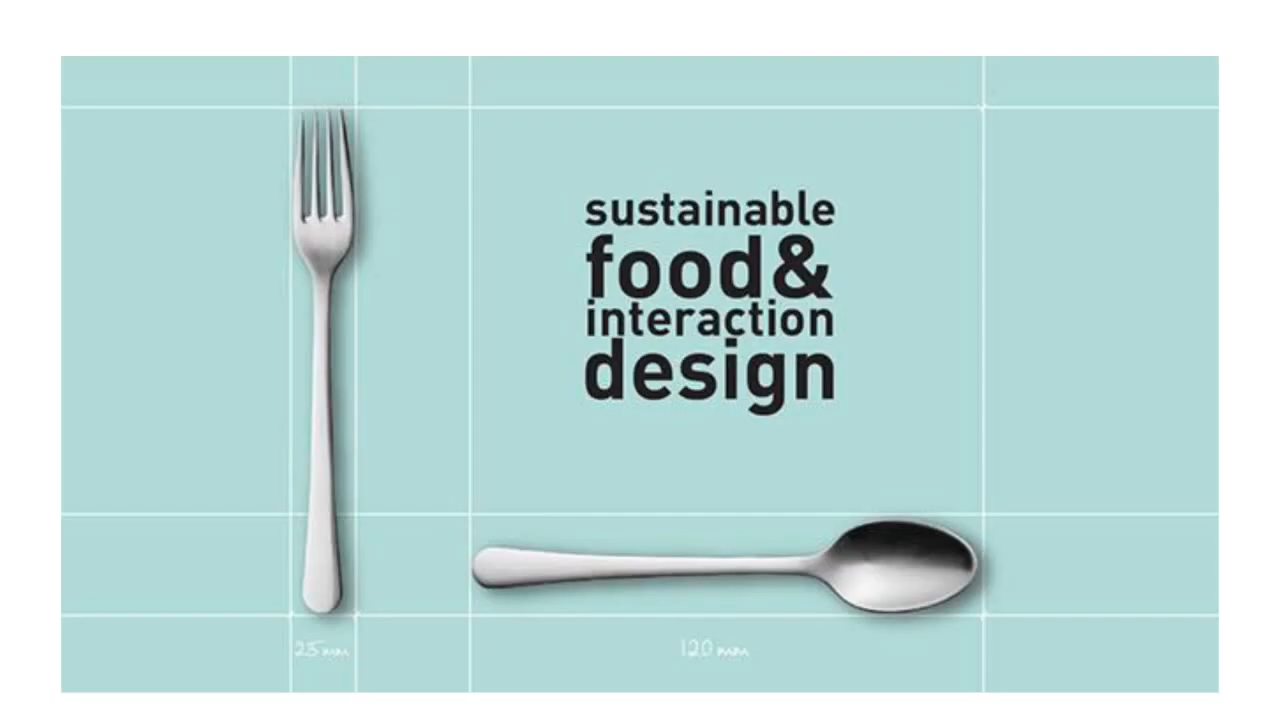 sustainable
food&
interaction
design
25 mm
120 mm